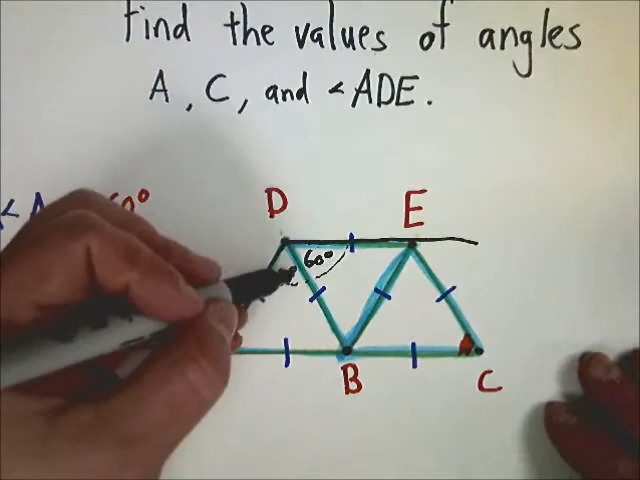 Find the values of angles
A, C, and ∢ADE.
D
E
60°
B
C